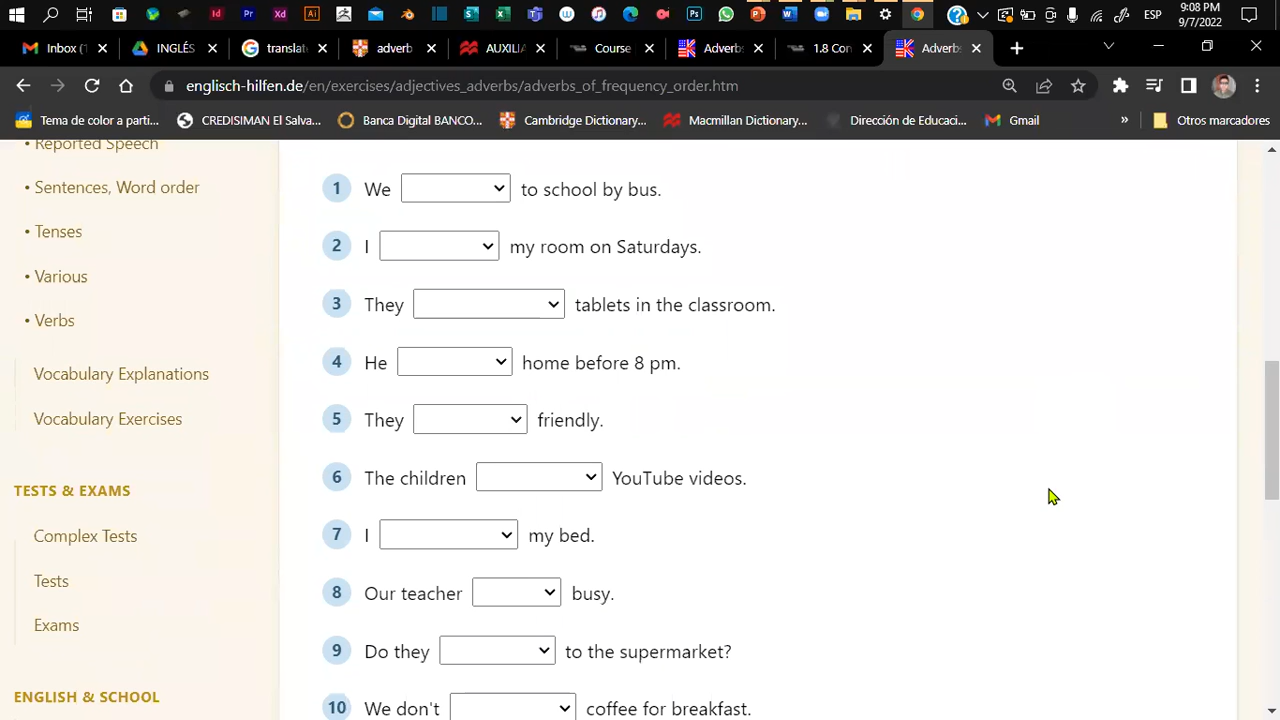 9:08 PM
ESP
9/7/2022
Inbox (1
INGLÉS
translat
adverb
AUXILIA
Course
Adverb
1.8 Con
Adverbs
englisch-hilfen.de/en/exercises/adjectives_adverbs/adverbs_of_frequency_order.htm
Tema de color a parti...
CREDISIMAN El Salva...
Banca Digital BANCO...
Cambridge Dictionary...
Macmillan Dictionary...
Dirección de Educaci...
Gmail
»
Otros marcadores
• Reported Speech
• Sentences, Word order
• Tenses
• Various
• Verbs
Vocabulary Explanations
Vocabulary Exercises
TESTS & EXAMS
Complex Tests
Tests
Exams
ENGLISH & SCHOOL
1 We to school by bus.
2 I my room on Saturdays.
3 They tablets in the classroom.
4 He home before 8 pm.
5 They friendly.
6 The children YouTube videos.
7 I my bed.
8 Our teacher busy.
9 Do they to the supermarket?
10 We don't coffee for breakfast.